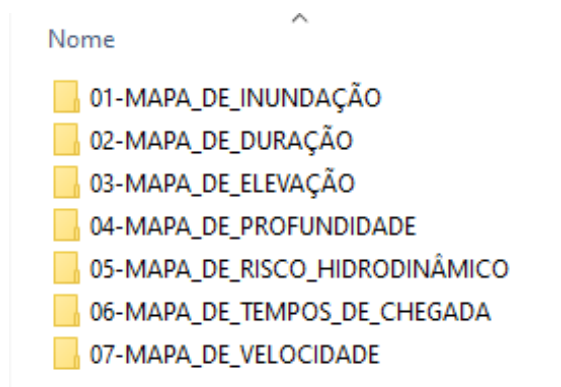 Nome
01-MAPA_DE_INUNDAÇÃO
02-MAPA_DE_DURAÇÃO
03-MAPA_DE_ELEVAÇÃO
04-MAPA_DE_PROFUNDIDADE
05-MAPA_DE_RISCO_HIDRODINÂMICO
06-MAPA_DE_TEMPOS_DE_CHEGADA
07-MAPA_DE_VELOCIDADE